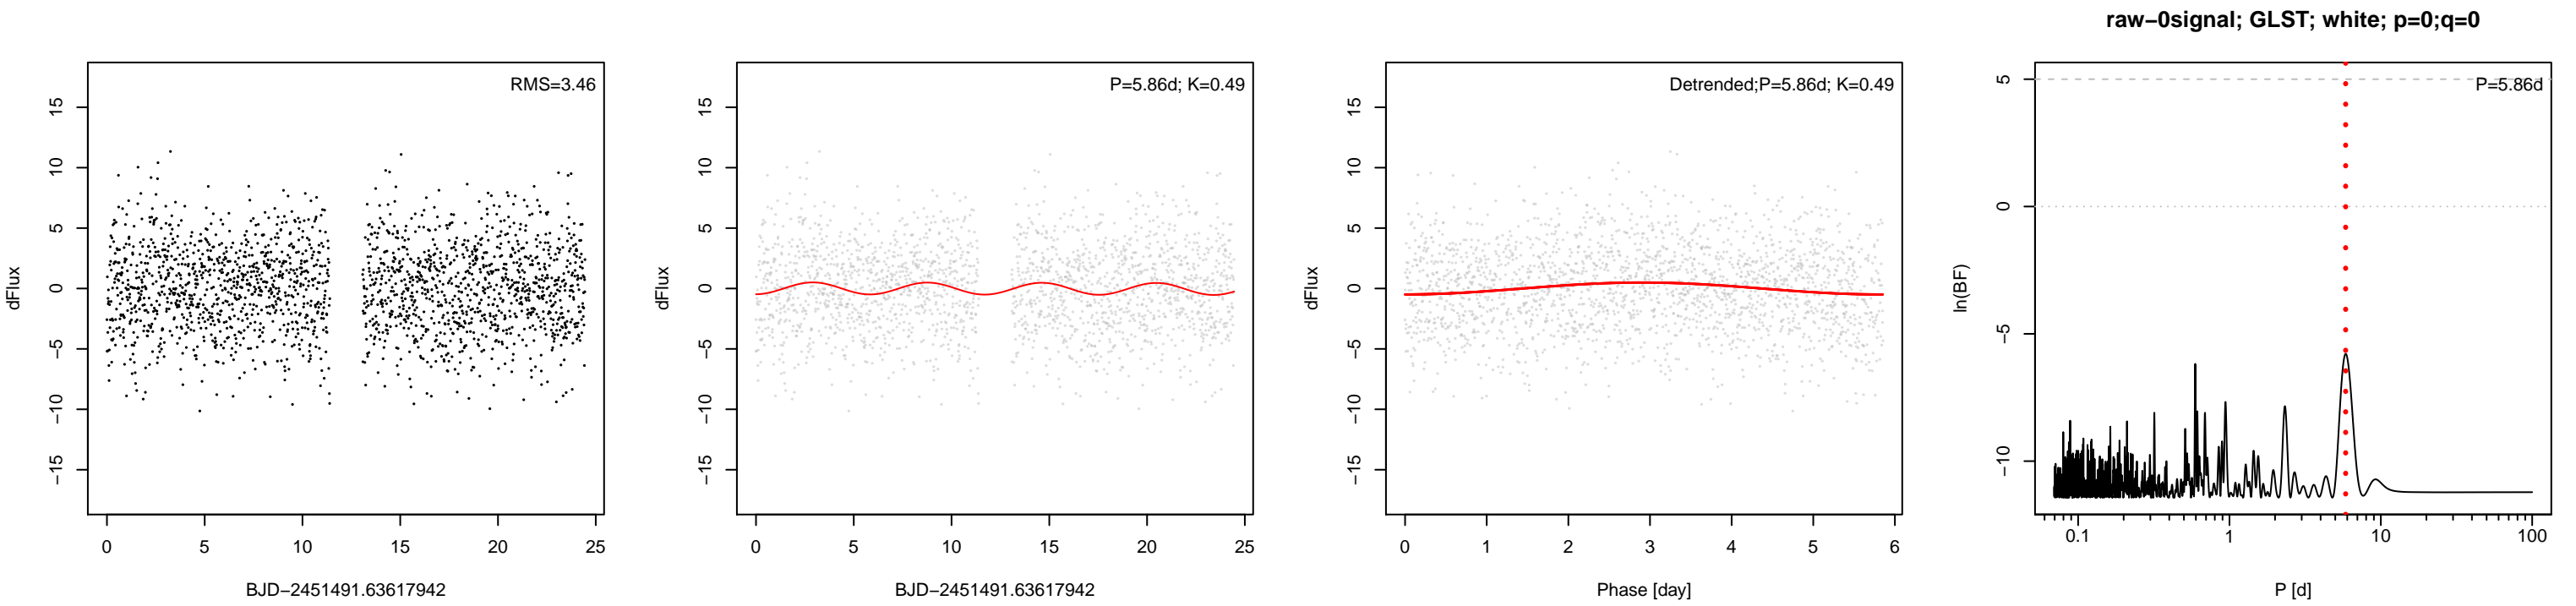 raw−0signal; GLST; white; p=0;q=0
RMS=3.46
dFlux
15
10
5
0
−5
−10
−15
0 5 10 15 20 25
BJD−2451491.63617942
P=5.86d; K=0.49
dFlux
15
10
5
0
−5
−10
−15
0 5 10 15 20 25
BJD−2451491.63617942
Detrended;P=5.86d; K=0.49
dFlux
15
10
5
0
−5
−10
−15
0 1 2 3 4 5 6
Phase [day]
P=5.86d
ln(BF)
5
0
−5
−10
0.1 1 10 100
P [d]